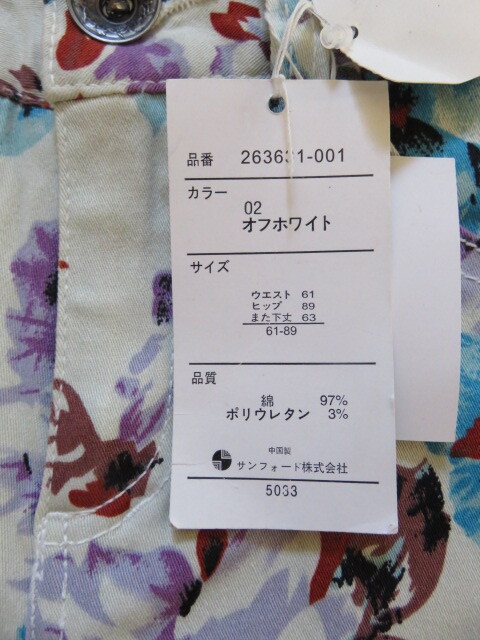 品番 263631-001
カラー
02
オフホワイト
サイズ
ウエスト 61
ヒップ 89
また下丈 63
61-89
品質
綿 97%
ポリウレタン 3%
中国製
サンフォード株式会社
5033